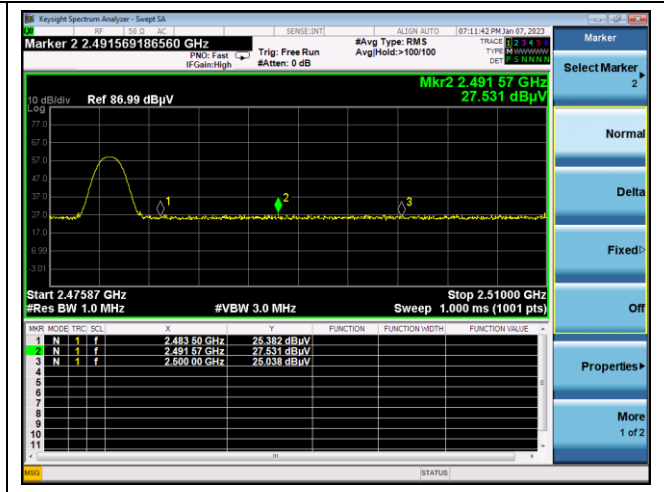 Keysight Spectrum Analyzer - Swept SA
RF 50 Ω AC SENSE:INT ALIGN AUTO 07:11:42 PM Jan 07, 2023
Marker 2 2.491569186560 GHz
PNO: Fast
IFGain:High
Trig: Free Run
#Atten: 0 dB
#Avg Type: RMS
Avg|Hold:>100/100
TRACE 1 2 3 4 5 6
TYPE M WWWWW
DET P S N N N N
Mkr2 2.491 57 GHz
27.531 dBµV
10 dB/div Ref 86.99 dBµV
Log
77.0
67.0
57.0
47.0
37.0
27.0
17.0
6.99
-3.01
1
2
3
Start 2.47587 GHz Stop 2.51000 GHz
#Res BW 1.0 MHz #VBW 3.0 MHz Sweep 1.000 ms (1001 pts)
MKR MODE TRC SCL X Y FUNCTION FUNCTION WIDTH FUNCTION VALUE
1 N 1 f 2.483 50 GHz 25.382 dBµV
2 N 1 f 2.491 57 GHz 27.531 dBµV
3 N 1 f 2.500 00 GHz 25.038 dBµV
4
5
6
7
8
9
10
11
MSG STATUS
Marker
Select Marker
2
Normal
Delta
Fixed
Off
Properties
More
1 of 2